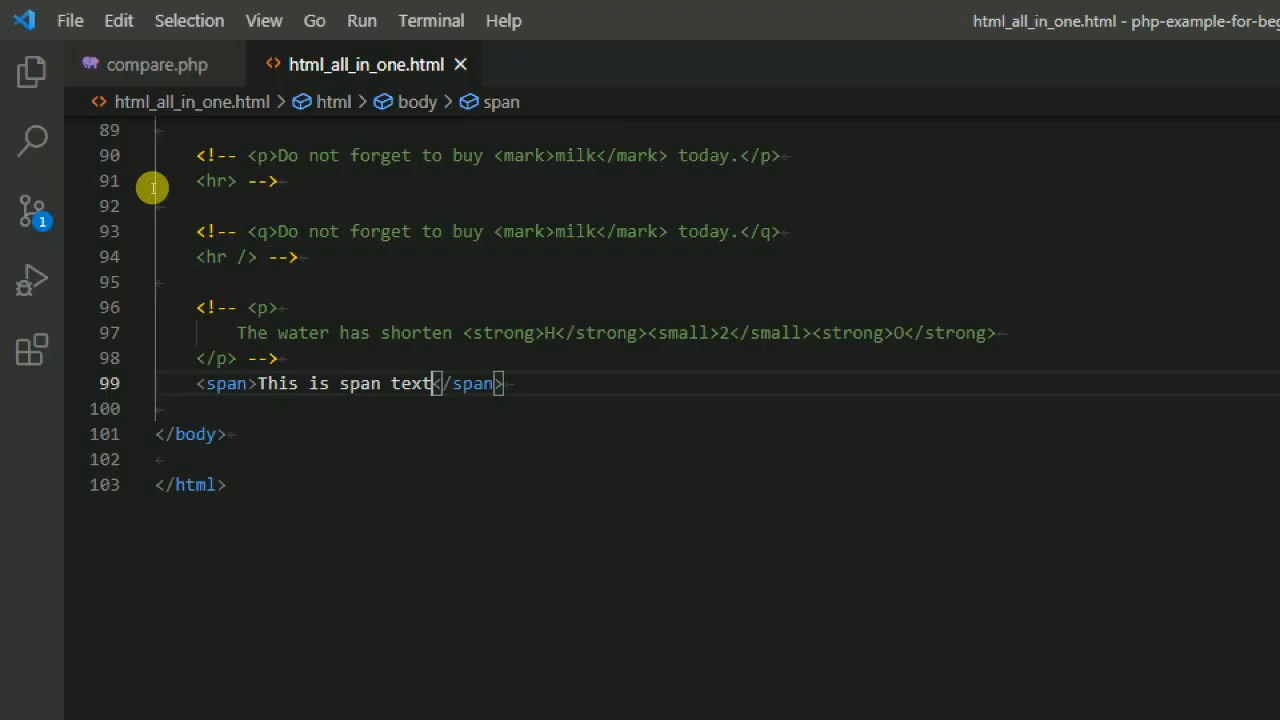 File Edit Selection View Go Run Terminal Help html_all_in_one.html - php-example-for-beg
compare.php html_all_in_one.html
html_all_in_one.html > html > body > span
89
90 <!-- <p>Do not forget to buy <mark>milk</mark> today.</p>
91 <hr> -->
92
93 <!-- <q>Do not forget to buy <mark>milk</mark> today.</q>
94 <hr /> -->
95
96 <!-- <p>
97 The water has shorten <strong>H</strong><small>2</small><strong>O</strong>
98 </p> -->
99 <span>This is span text</span>
100
101 </body>
102
103 </html>
1